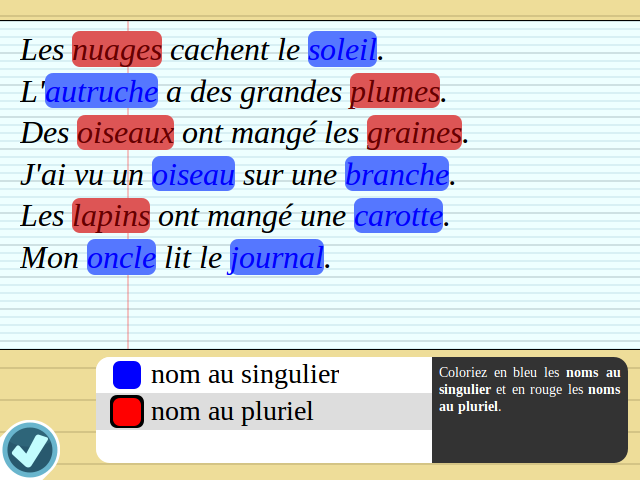 Les nuages cachent le soleil.
L'autruche a des grandes plumes.
Des oiseaux ont mangé les graines.
J'ai vu un oiseau sur une branche.
Les lapins ont mangé une carotte.
Mon oncle lit le journal.
nom au singulier
nom au pluriel
Coloriez en bleu les noms au
singulier et en rouge les noms
au pluriel.